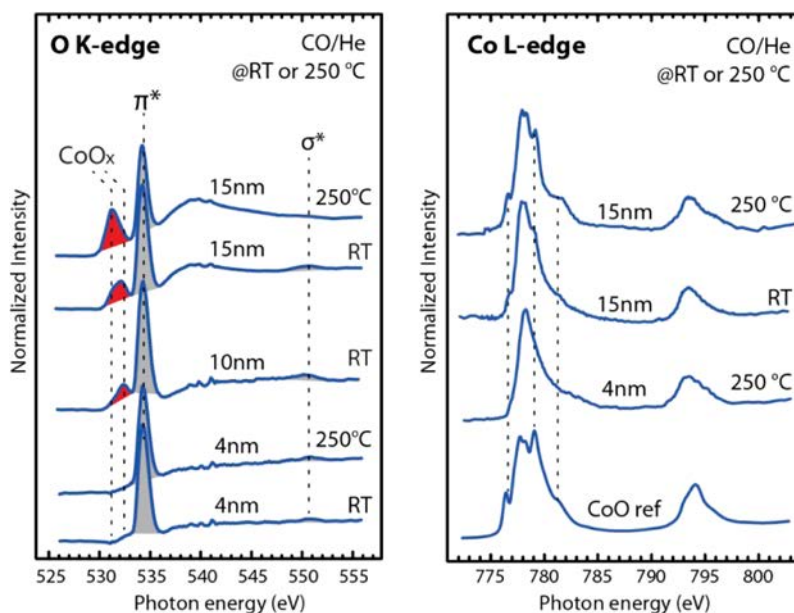 O K-edge
CO/He
@RT or 250 °C
π*
σ*
CoOx
15nm
250°C
15nm
RT
10nm
RT
4nm
250°C
4nm
RT
Normalized Intensity
525 530 535 540 545 550 555
Photon energy (eV)
Co L-edge
CO/He
@RT or 250 °C
15nm
250 °C
15nm
RT
4nm
250 °C
CoO ref
Normalized Intensity
775 780 785 790 795 800
Photon energy (eV)